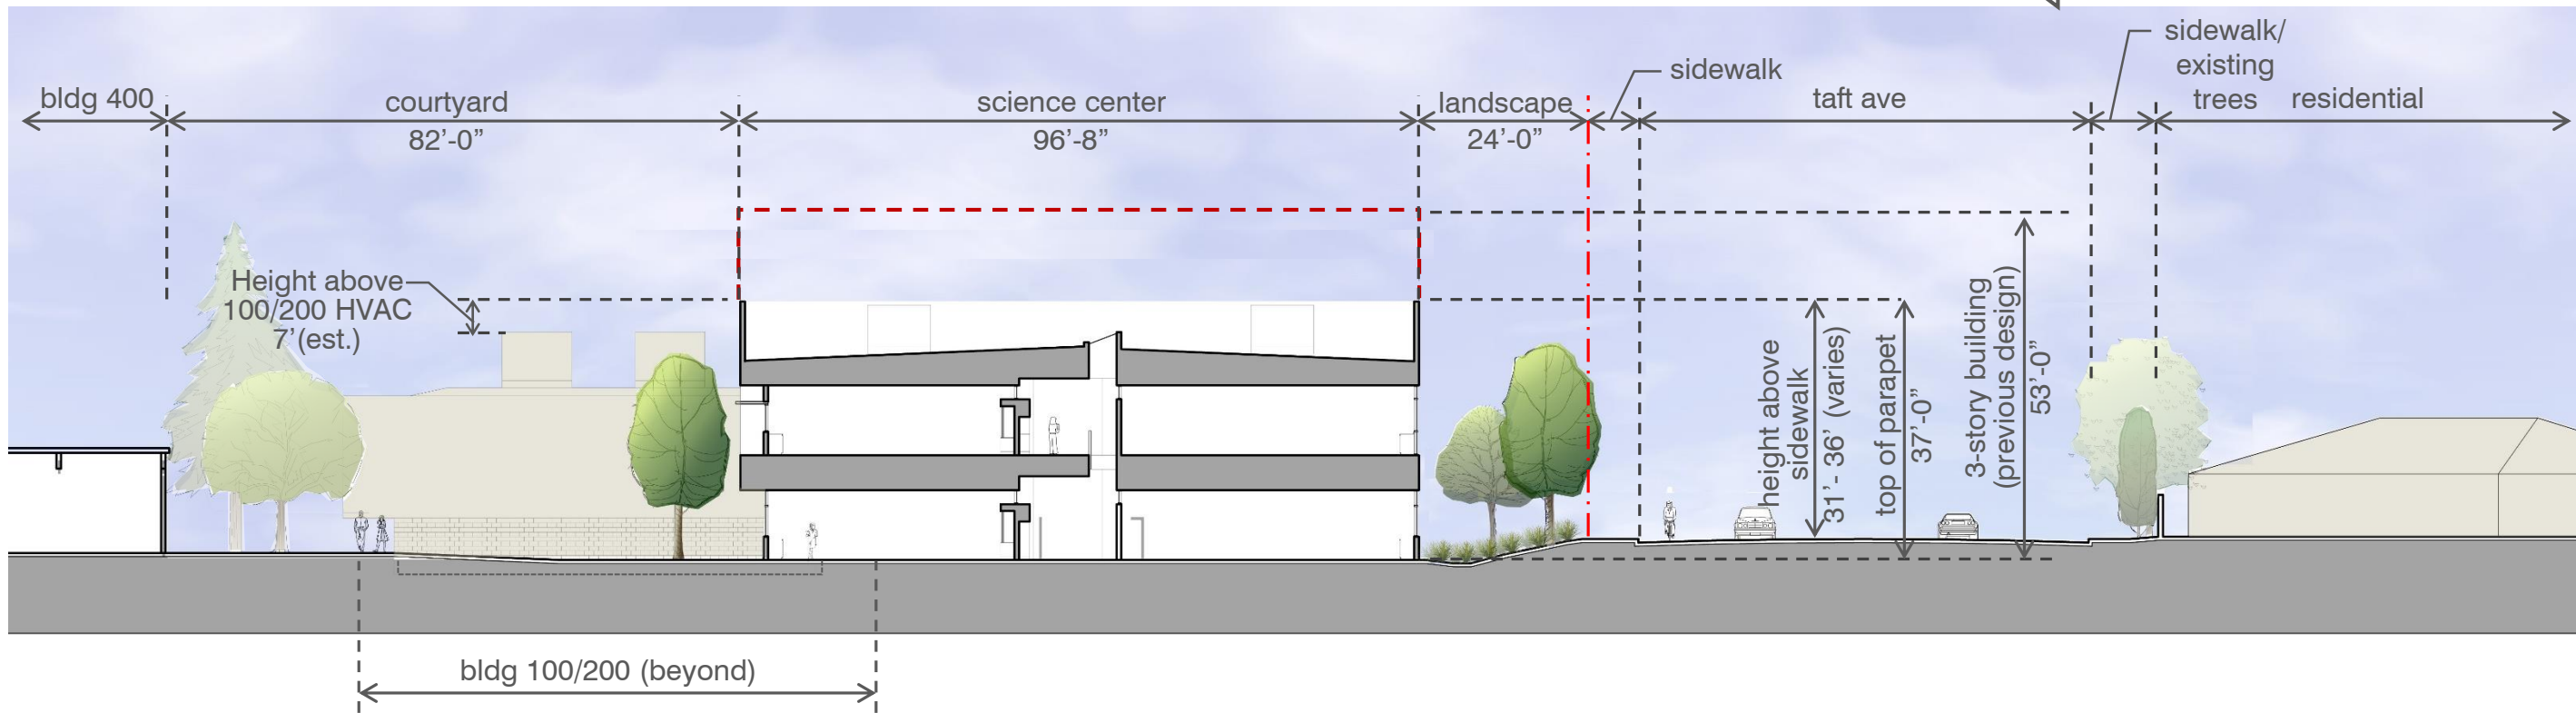 sidewalk/
existing
trees
sidewalk
bldg 400
courtyard
82’-0”
science center
96’-8”
landscape
24’-0”
taft ave
residential
Height above
100/200 HVAC
7’(est.)
height above
sidewalk
31’- 36’ (varies)
top of parapet
37’-0”
3-story building
(previous design)
53’-0”
bldg 100/200 (beyond)